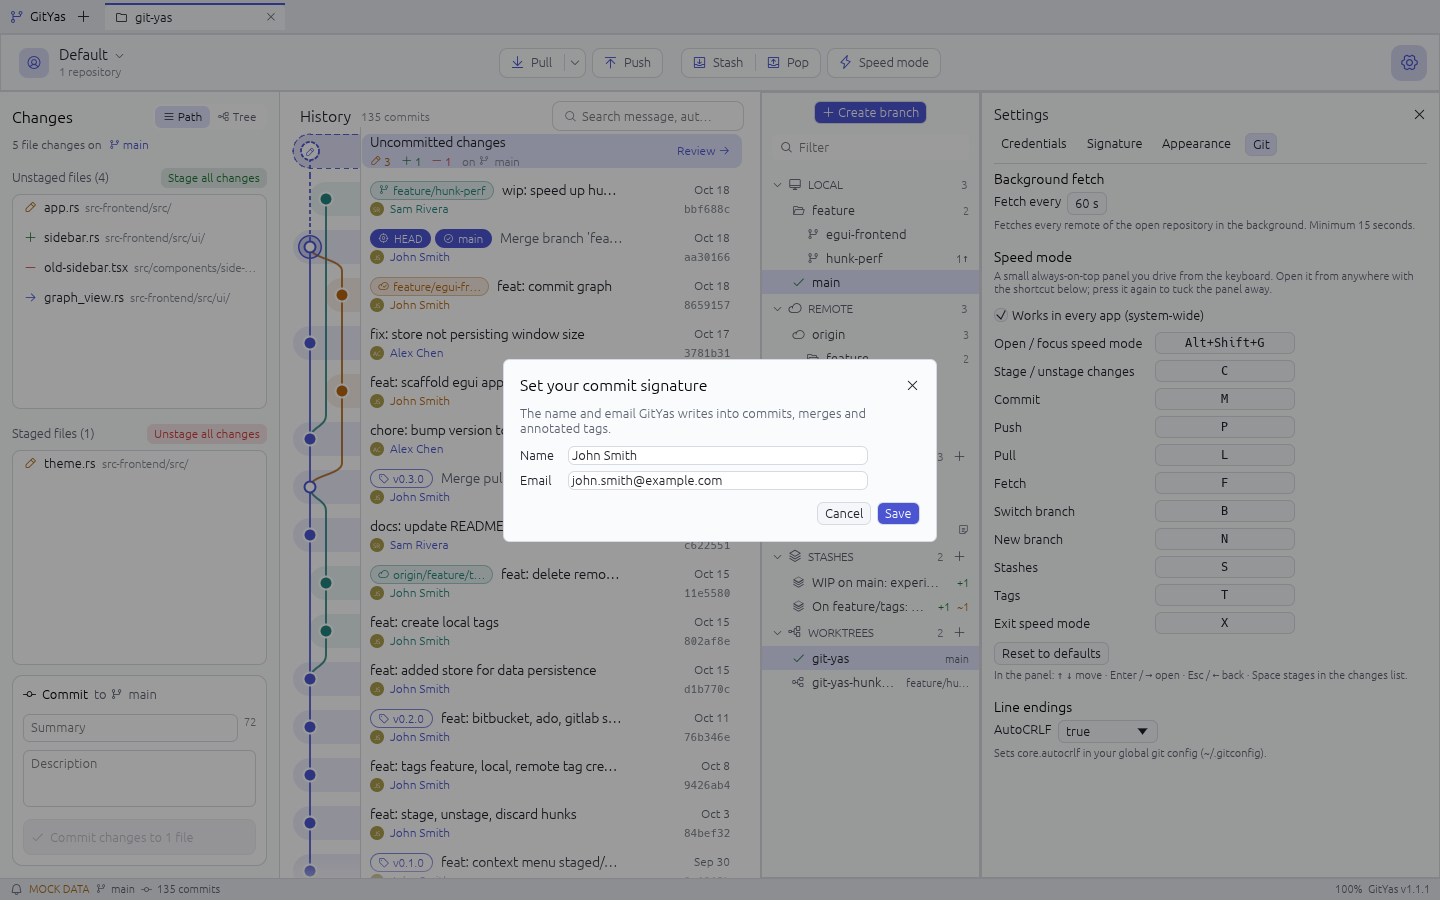 GitYas
git-yas
Default
1 repository
Pull
Push
Stash
Pop
Speed mode
Changes
Path
Tree
5 file changes on main
Unstaged files (4)
Stage all changes
app.rs src-frontend/src/
sidebar.rs src-frontend/src/ui/
old-sidebar.tsx src/components/side-...
graph_view.rs src-frontend/src/ui/
Staged files (1)
Unstage all changes
theme.rs src-frontend/src/
Commit to main
Summary
72
Description
Commit changes to 1 file
History 135 commits
Search message, aut...
Uncommitted changes
3 +1 −1 on main
Review →
feature/hunk-perf wip: speed up hu... Oct 18
Sam Rivera bbf688c
HEAD main Merge branch 'fea... Oct 18
John Smith aa30166
feature/egui-fr... feat: commit graph Oct 18
John Smith 8659157
fix: store not persisting window size Oct 17
Alex Chen 3781b31
feat: scaffold egui app
John Smith
chore: bump version to
Alex Chen
v0.3.0 Merge pul
John Smith
docs: update README
Sam Rivera c622551
origin/feature/t... feat: delete remo... Oct 15
John Smith 11e5580
feat: create local tags Oct 15
John Smith 802af8e
feat: added store for data persistence Oct 15
John Smith d1b770c
v0.2.0 feat: bitbucket, ado, gitlab s... Oct 11
John Smith 76b346e
feat: tags feature, local, remote tag cre... Oct 8
John Smith 9426ab4
feat: stage, unstage, discard hunks Oct 3
John Smith 84bef32
v0.1.0 feat: context menu staged/... Sep 30
Create branch
Filter
LOCAL 3
feature 2
egui-frontend
hunk-perf 1↑
main
REMOTE 3
origin 3
feature 2
3
STASHES 2
WIP on main: experi... +1
On feature/tags: ... +1 ~1
WORKTREES 2
git-yas main
git-yas-hunk... feature/hu...
Set your commit signature
The name and email GitYas writes into commits, merges and
annotated tags.
Name John Smith
Email john.smith@example.com
Cancel
Save
Settings
Credentials
Signature
Appearance
Git
Background fetch
Fetch every 60 s
Fetches every remote of the open repository in the background. Minimum 15 seconds.
Speed mode
A small always-on-top panel you drive from the keyboard. Open it from anywhere with
the shortcut below; press it again to tuck the panel away.
Works in every app (system-wide)
Open / focus speed mode Alt+Shift+G
Stage / unstage changes C
Commit M
Push P
Pull L
Fetch F
Switch branch B
New branch N
Stashes S
Tags T
Exit speed mode X
Reset to defaults
In the panel: ↑ ↓ move · Enter / → open · Esc / ← back · Space stages in the changes list.
Line endings
AutoCRLF true
Sets core.autocrlf in your global git config (~/.gitconfig).
MOCK DATA main 135 commits
100% GitYas v1.1.1